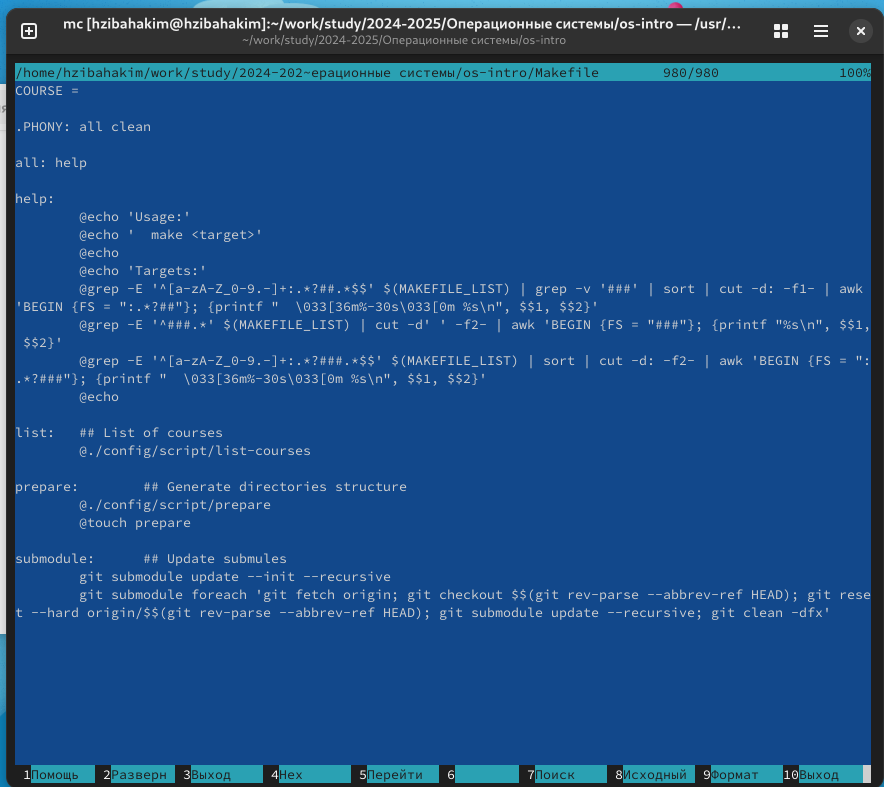 mc [hzibahakim@hzibahakim]:~/work/study/2024-2025/Операционные системы/os-intro — /usr/...
~/work/study/2024-2025/Операционные системы/os-intro
/home/hzibahakim/work/study/2024-202~ерационные системы/os-intro/Makefile 980/980 100%
COURSE =
.PHONY: all clean
all: help
help:
@echo 'Usage:'
@echo '  make <target>'
@echo
@echo 'Targets:'
@grep -E '^[a-zA-Z_0-9.-]+:.*?##.*$$' $(MAKEFILE_LIST) | grep -v '###' | sort | cut -d: -f1- | awk
'BEGIN {FS = ":.*?##"}; {printf "  \033[36m%-30s\033[0m %s\n", $$1, $$2}'
@grep -E '^###.*' $(MAKEFILE_LIST) | cut -d' ' -f2- | awk 'BEGIN {FS = "###"}; {printf "%s\n", $$1,
$$2}'
@grep -E '^[a-zA-Z_0-9.-]+:.*?###.*$$' $(MAKEFILE_LIST) | sort | cut -d: -f2- | awk 'BEGIN {FS = ":
.*?###"}; {printf "  \033[36m%-30s\033[0m %s\n", $$1, $$2}'
@echo
list: ## List of courses
@./config/script/list-courses
prepare: ## Generate directories structure
@./config/script/prepare
@touch prepare
submodule: ## Update submules
git submodule update --init --recursive
git submodule foreach 'git fetch origin; git checkout $$(git rev-parse --abbrev-ref HEAD); git rese
t --hard origin/$$(git rev-parse --abbrev-ref HEAD); git submodule update --recursive; git clean -dfx'
1Помощь 2Разверн 3Выход 4Hex 5Перейти 6 7Поиск 8Исходный 9Формат 10Выход